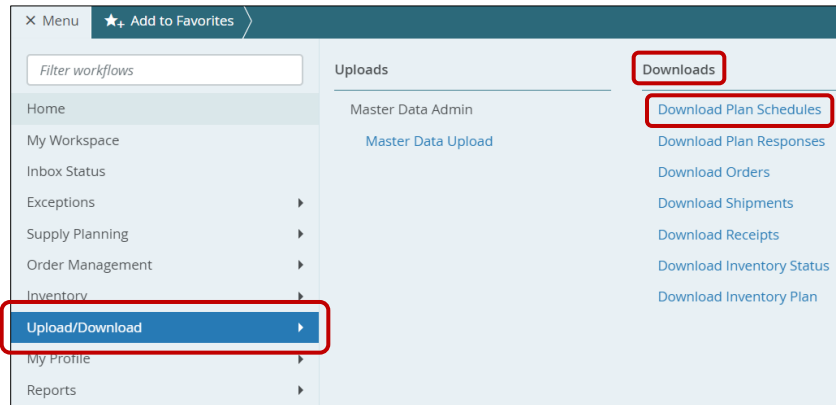 × Menu
Add to Favorites
Filter workflows
Home
My Workspace
Inbox Status
Exceptions
Supply Planning
Order Management
Inventory
Upload/Download
My Profile
Reports
Uploads
Master Data Admin
Master Data Upload
Downloads
Download Plan Schedules
Download Plan Responses
Download Orders
Download Shipments
Download Receipts
Download Inventory Status
Download Inventory Plan